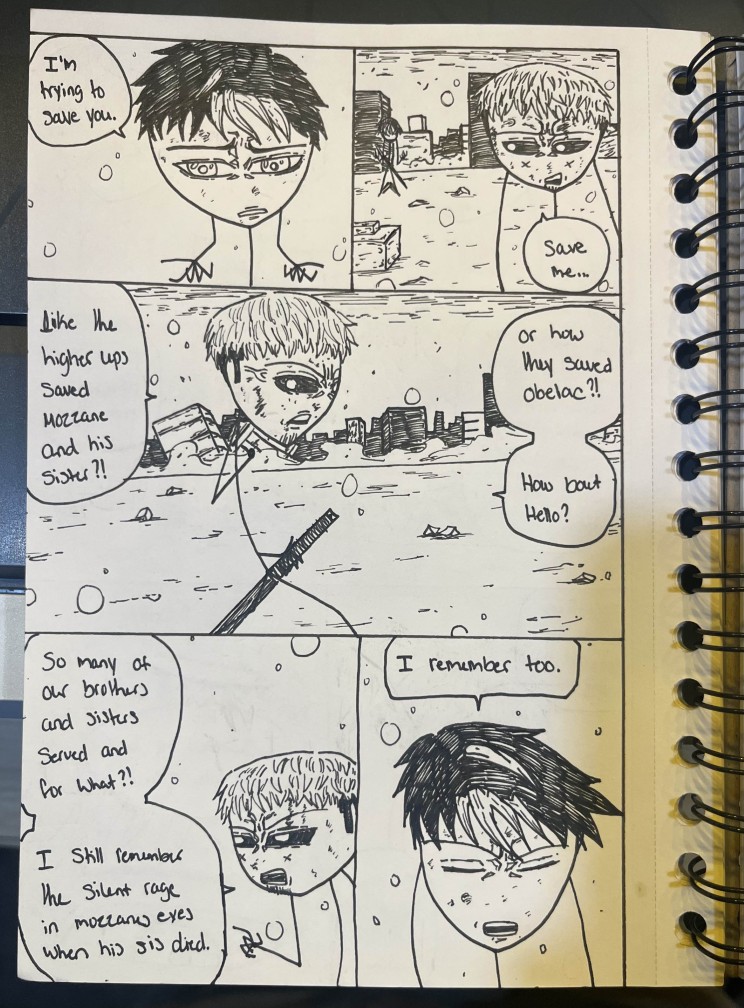 I'm
trying to
save you.
Save
me...
Like the
higher ups
saved
Mozzane
and his
sister?!
or how
they saved
obelac?!
How bout
Hello?
So many of
our brothers
and sisters
served and
for what?!
I still remember
the silent rage
in mozzanes eyes
when his sis died.
I remember too.